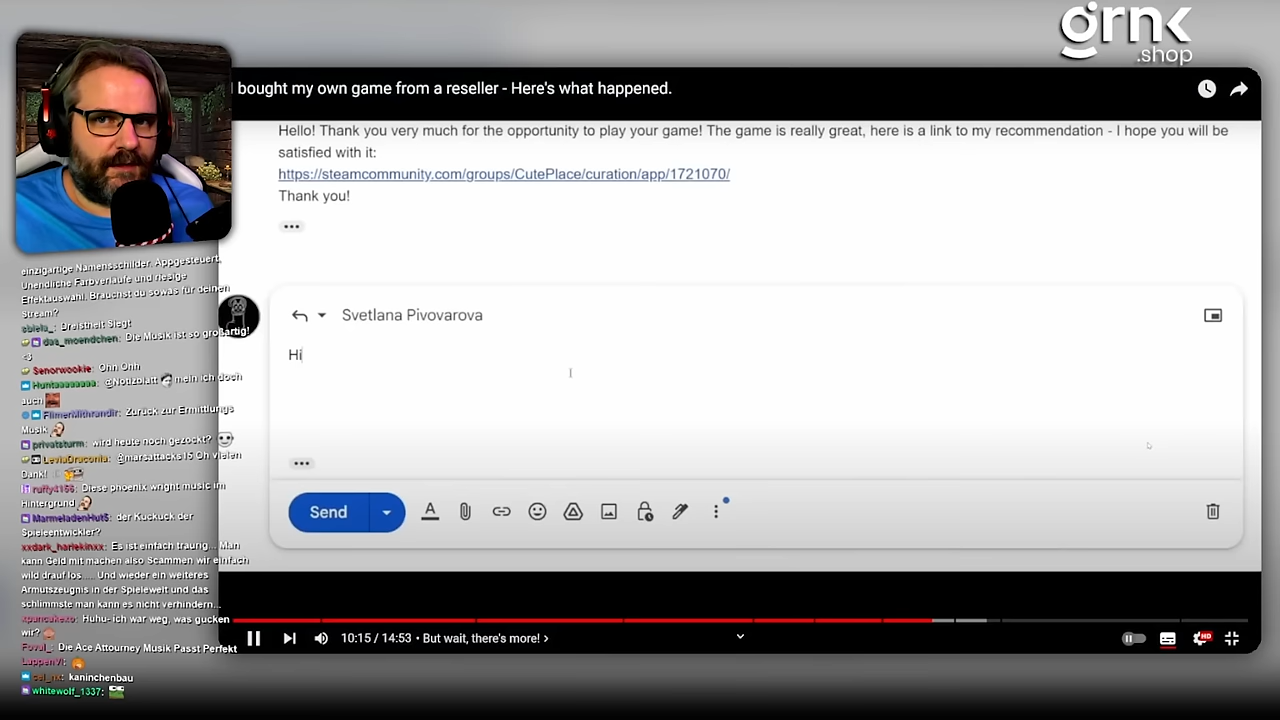 grnk
.shop
I bought my own game from a reseller - Here's what happened.
Hello! Thank you very much for the opportunity to play your game! The game is really great, here is a link to my recommendation - I hope you will be
satisfied with it:
https://steamcommunity.com/groups/CutePlace/curation/app/1721070/
Thank you!
Svetlana Pivovarova
Hi
Send
10:15 / 14:53 • But wait, there's more! >
HD
einzigartige Namensschilder. Appgesteuert,
Unendliche Farbverläufe und riesige
Effektauswahl. Brauchst du sowas für deinen
Stream?
Dreistheit Siegt
das_moendchen: Die Musik ist so großartig!
<3
Senorwookie: Ohh Ohh
@Notizblatt mein ich doch
auch
FilmerMithrandir: Zurück zur Ermittlungs
Musik
privatsturm: wird heute noch gezockt?
LeviaDraconia: @marsattacks15 Oh vielen
Dank!
ruffy4166: Diese phoenix wright music im
Hintergrund
MarmeladenHut5: der Kuckuck der
Spieleentwickler?
xxdark_harlekinxx: Es ist einfach traurig... Man
kann Geld mit machen also Scammen wir einfach
wild drauf los .... Und wieder ein weiteres
Armutszeugnis in der Spielewelt und das
schlimmste man kann es nicht verhindern...
Huhu- ich war weg, was gucken
wir?
Fovul_: Die Ace Attourney Musik Passt Perfekt
LuppenVI:
kaninchenbau
whitewolf_1337: